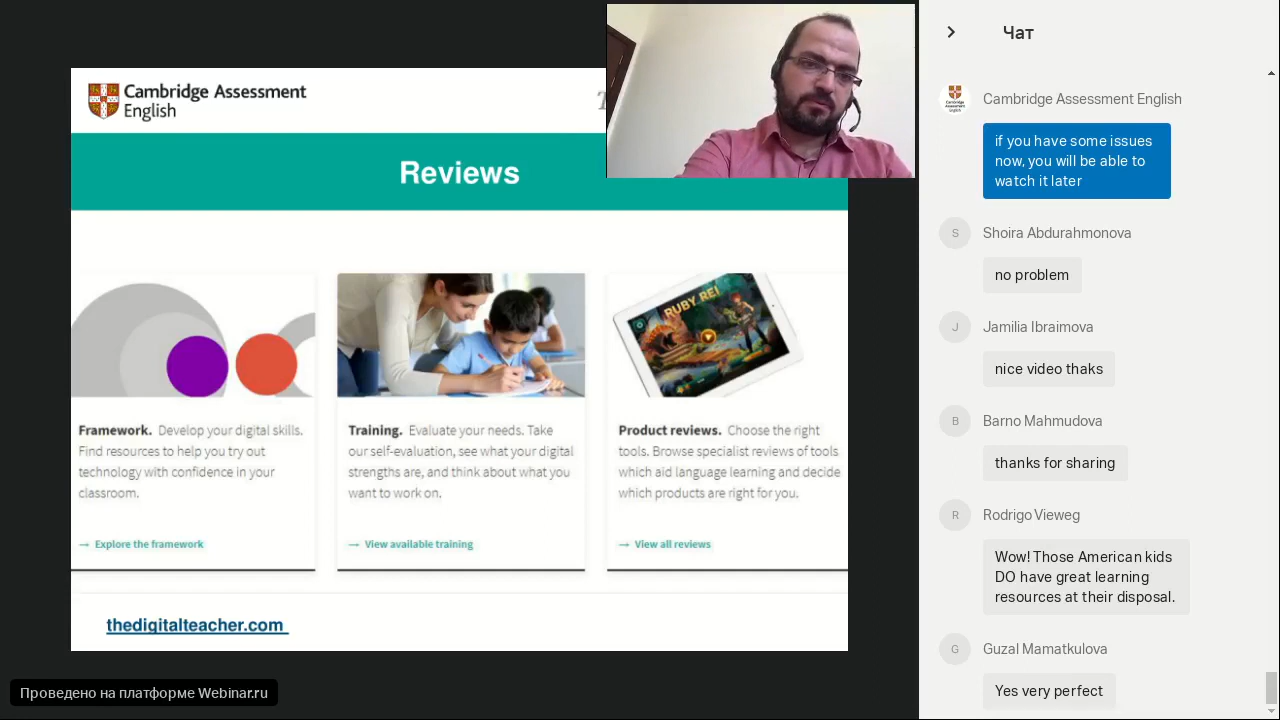 Cambridge Assessment
English
Reviews
RUBY REI
Framework. Develop your digital skills.
Find resources to help you try out
technology with confidence in your
classroom.
→ Explore the framework
Training. Evaluate your needs. Take
our self-evaluation, see what your digital
strengths are, and think about what you
want to work on.
→ View available training
Product reviews. Choose the right
tools. Browse specialist reviews of tools
which aid language learning and decide
which products are right for you.
→ View all reviews
thedigitalteacher.com
Проведено на платформе Webinar.ru
Чат
Cambridge Assessment English
if you have some issues
now, you will be able to
watch it later
S
Shoira Abdurahmonova
no problem
J
Jamilia Ibraimova
nice video thaks
B
Barno Mahmudova
thanks for sharing
R
Rodrigo Vieweg
Wow! Those American kids
DO have great learning
resources at their disposal.
G
Guzal Mamatkulova
Yes very perfect